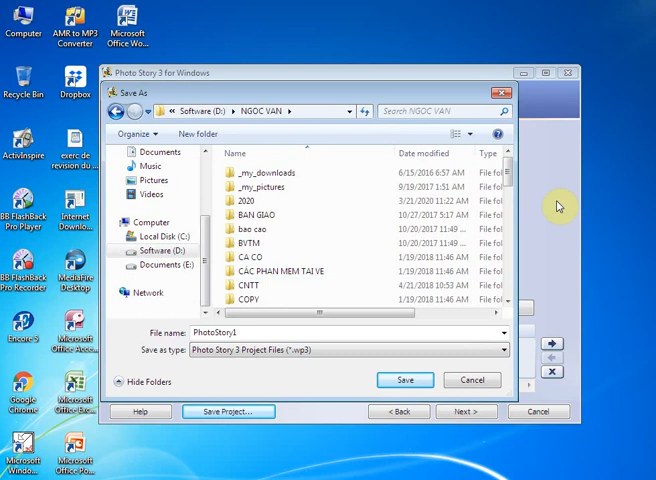 Computer
AMR to MP3
Converter
Microsoft
Office Wo...
Recycle Bin
Dropbox
ActivInspire
exerc de
revision du ...
BB FlashBack
Pro Player
Internet
Downlo...
BB FlashBack
Pro Recorder
MediaFire
Desktop
Encore 5
Microsoft
Office Acce...
Google
Chrome
Microsoft
Office Exc...
Microsoft
Windo...
Microsoft
Office Po...
Photo Story 3 for Windows
Save As
« Software (D:) NGOC VAN
Search NGOC VAN
Organize New folder
Documents
Music
Pictures
Videos
Computer
Local Disk (C:)
Software (D:)
Documents (E:)
Network
Name Date modified Type
_my_downloads 6/15/2016 6:57 AM File fol
_my_pictures 9/19/2017 1:51 AM File fol
2020 3/21/2020 11:22 AM File fol
BAN GIAO 10/27/2017 5:17 AM File fol
bao cao 10/20/2017 11:49 ... File fol
BVTM 10/20/2017 11:49 ... File fol
CA CO 1/19/2018 11:46 AM File fol
CÁC PHAN MEM TAI VE 1/19/2018 11:46 AM File fol
CNTT 4/21/2018 10:53 AM File fol
COPY 1/19/2018 11:46 AM File fol
File name: PhotoStory1
Save as type: Photo Story 3 Project Files (*.wp3)
Hide Folders
Save Cancel
Help Save Project... < Back Next > Cancel